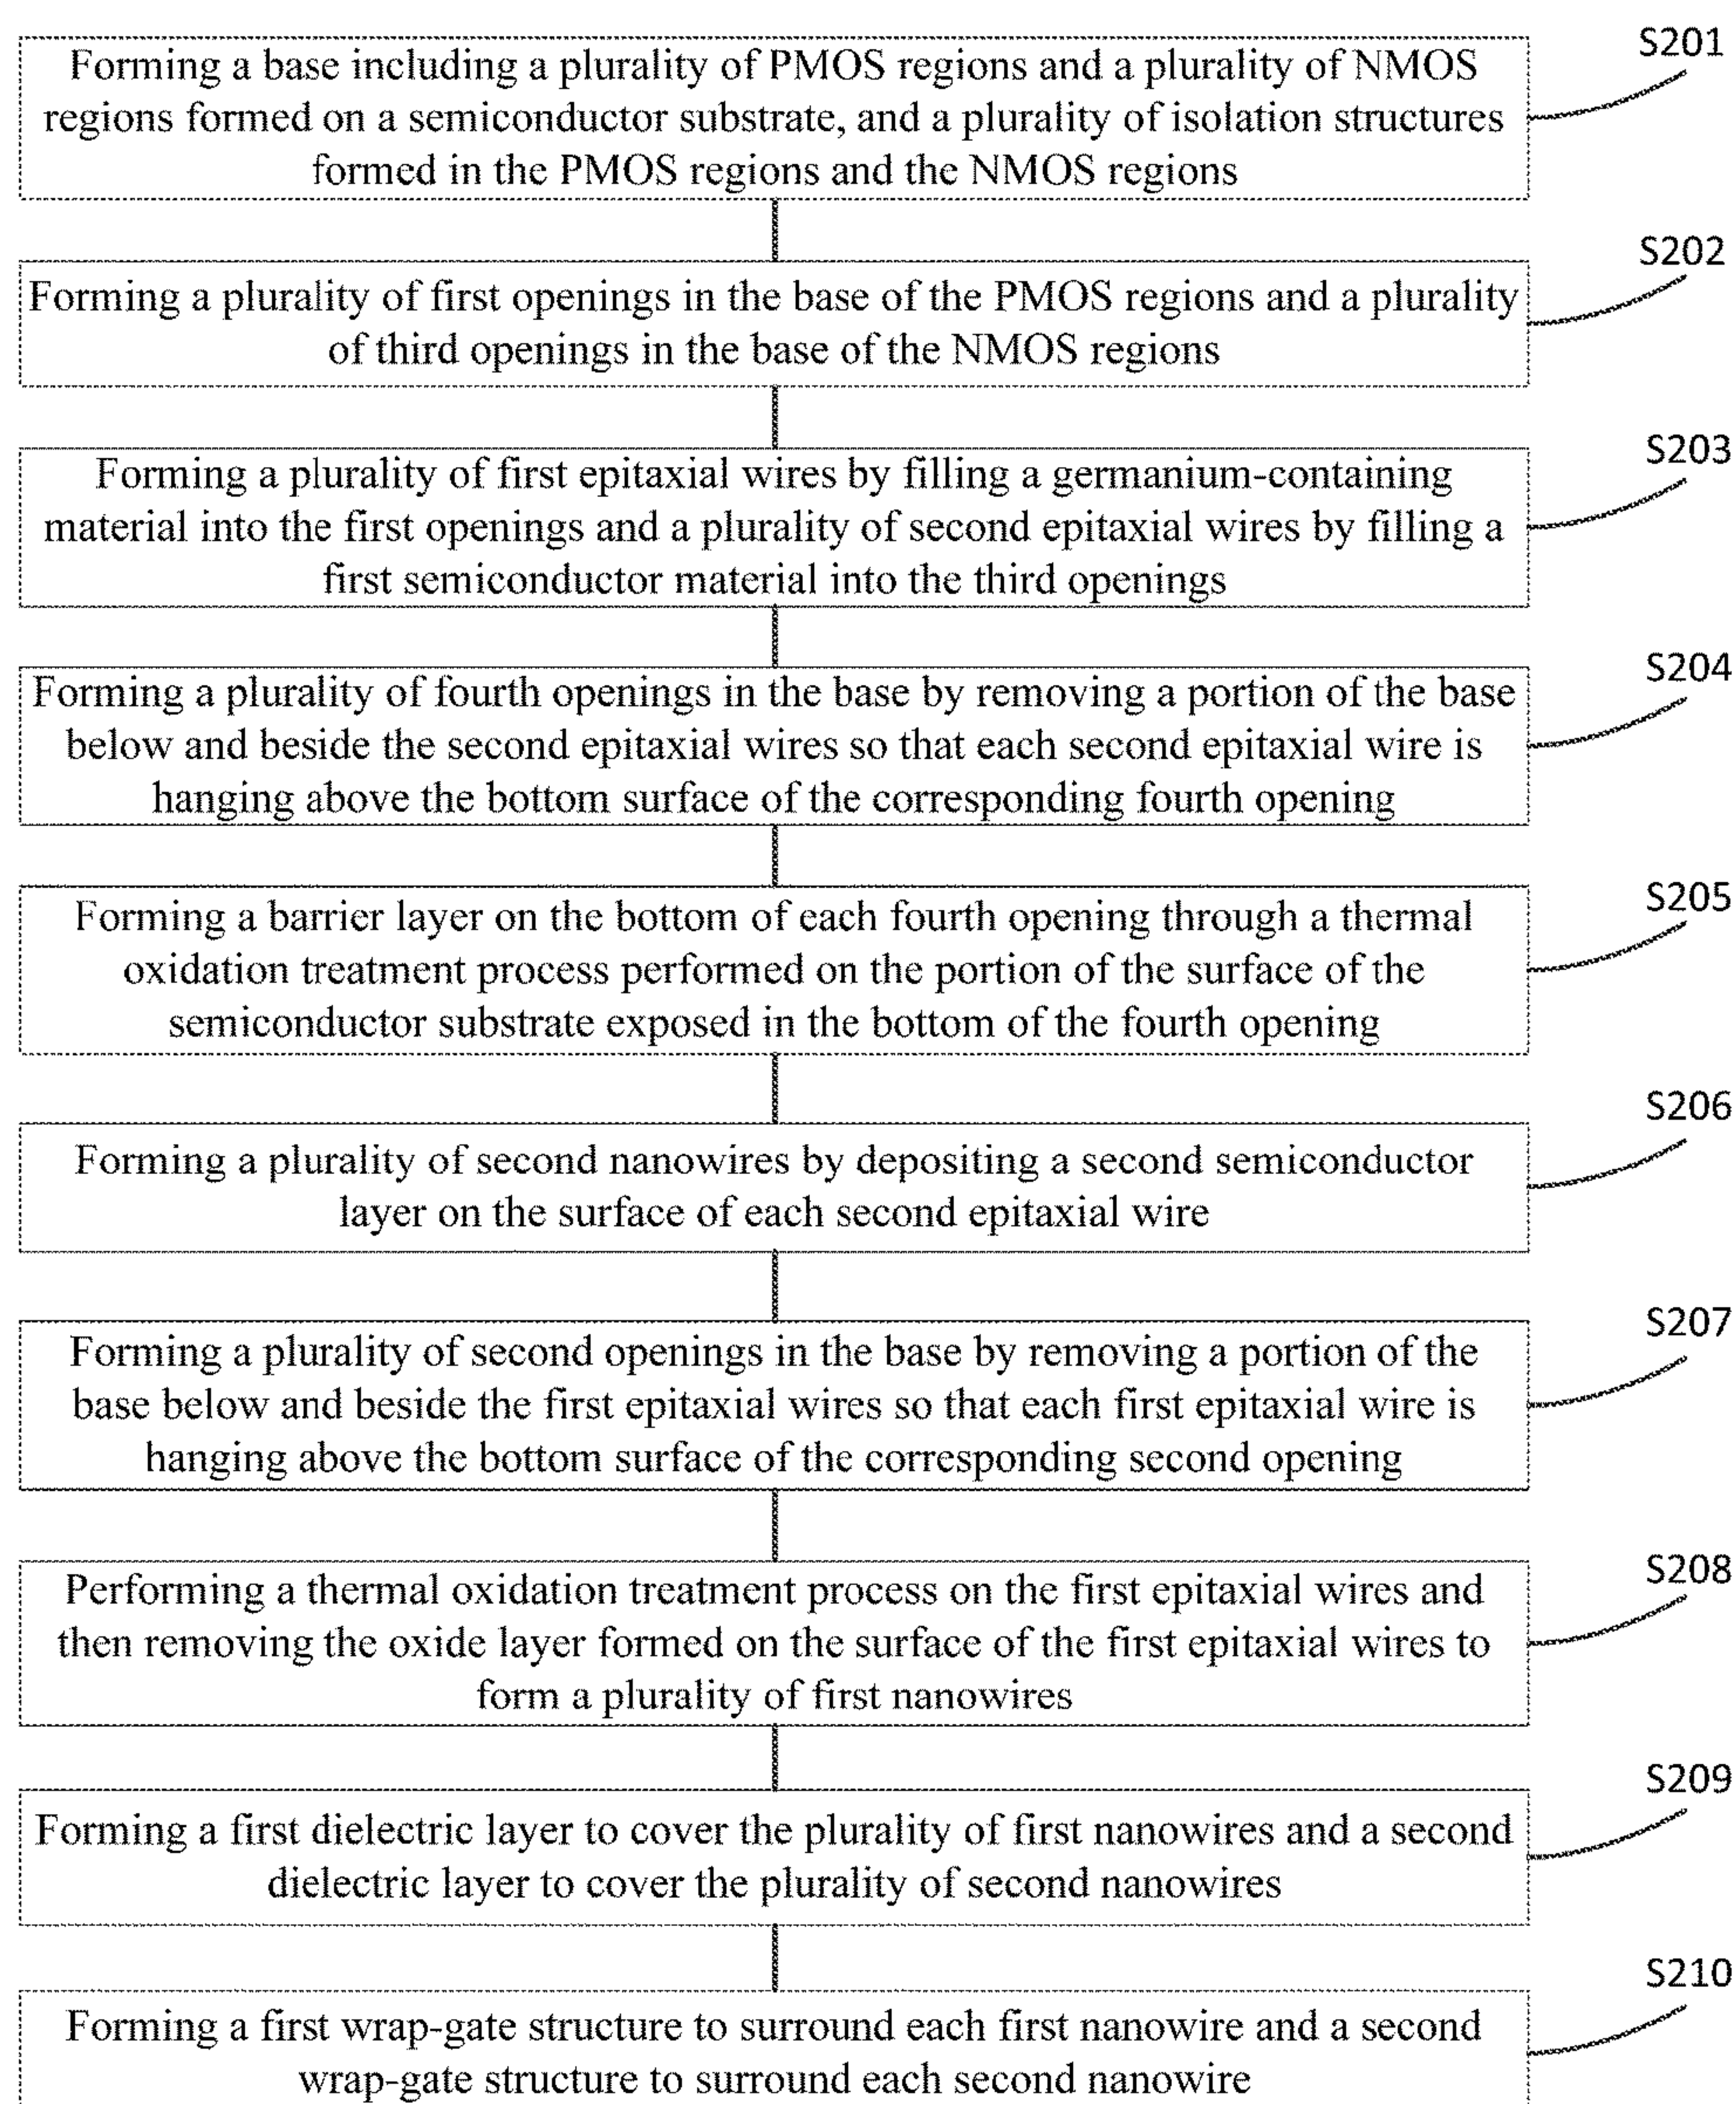 S201
Forming a base including a plurality of PMOS regions and a plurality of NMOS
regions formed on a semiconductor substrate, and a plurality of isolation structures
formed in the PMOS regions and the NMOS regions
S202
Forming a plurality of first openings in the base of the PMOS regions and a plurality
of third openings in the base of the NMOS regions
S203
Forming a plurality of first epitaxial wires by filling a germanium-containing
material into the first openings and a plurality of second epitaxial wires by filling a
first semiconductor material into the third openings
S204
Forming a plurality of fourth openings in the base by removing a portion of the base
below and beside the second epitaxial wires so that each second epitaxial wire is
hanging above the bottom surface of the corresponding fourth opening
S205
Forming a barrier layer on the bottom of each fourth opening through a thermal
oxidation treatment process performed on the portion of the surface of the
semiconductor substrate exposed in the bottom of the fourth opening
S206
Forming a plurality of second nanowires by depositing a second semiconductor
layer on the surface of each second epitaxial wire
S207
Forming a plurality of second openings in the base by removing a portion of the
base below and beside the first epitaxial wires so that each first epitaxial wire is
hanging above the bottom surface of the corresponding second opening
S208
Performing a thermal oxidation treatment process on the first epitaxial wires and
then removing the oxide layer formed on the surface of the first epitaxial wires to
form a plurality of first nanowires
S209
Forming a first dielectric layer to cover the plurality of first nanowires and a second
dielectric layer to cover the plurality of second nanowires
S210
Forming a first wrap-gate structure to surround each first nanowire and a second
wrap-gate structure to surround each second nanowire